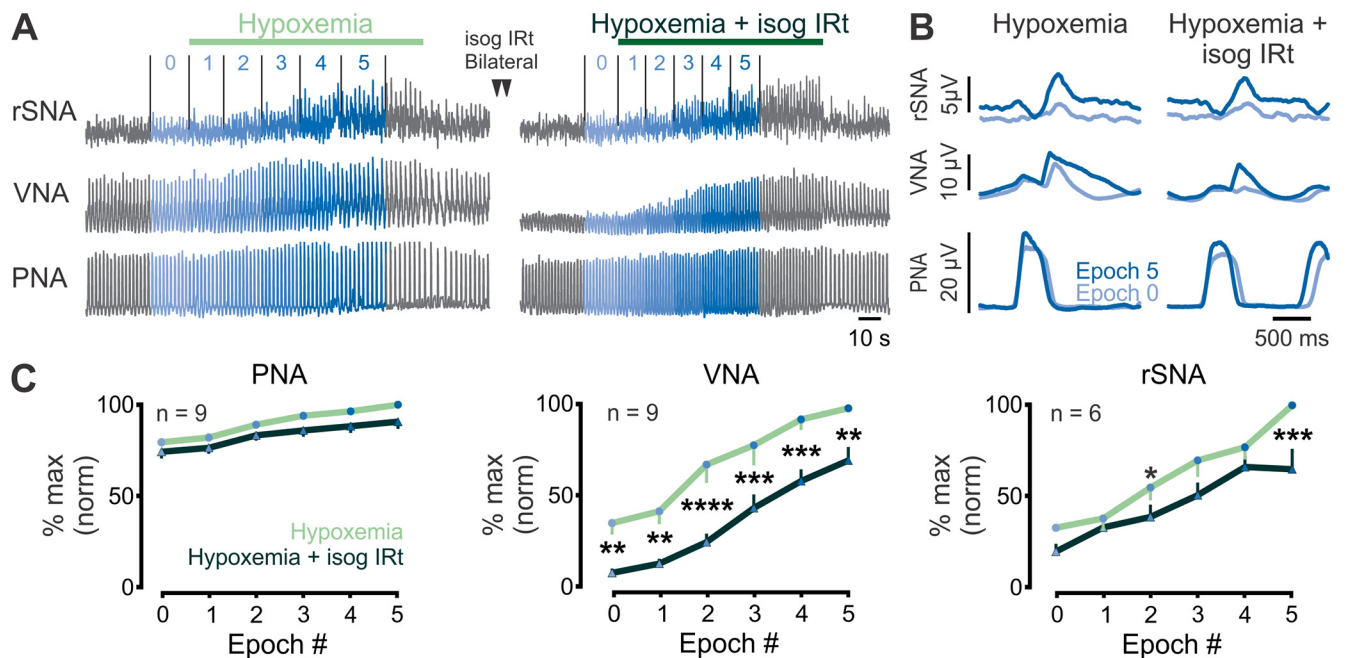 A
Hypoxemia
isog IRt
Bilateral
Hypoxemia + isog IRt
0 1 2 3 4 5
0 1 2 3 4 5
rSNA
VNA
PNA
10 s
B
Hypoxemia
Hypoxemia +
isog IRt
rSNA
5µV
VNA
10 µV
PNA
20 µV
Epoch 5
Epoch 0
500 ms
C
PNA
n = 9
100
50
0
% max
(norm)
Hypoxemia
Hypoxemia + isog IRt
0 1 2 3 4 5
Epoch #
VNA
n = 9
100
50
0
% max
(norm)
** ** **** *** *** **
0 1 2 3 4 5
Epoch #
rSNA
n = 6
100
50
0
% max
(norm)
* ***
0 1 2 3 4 5
Epoch #